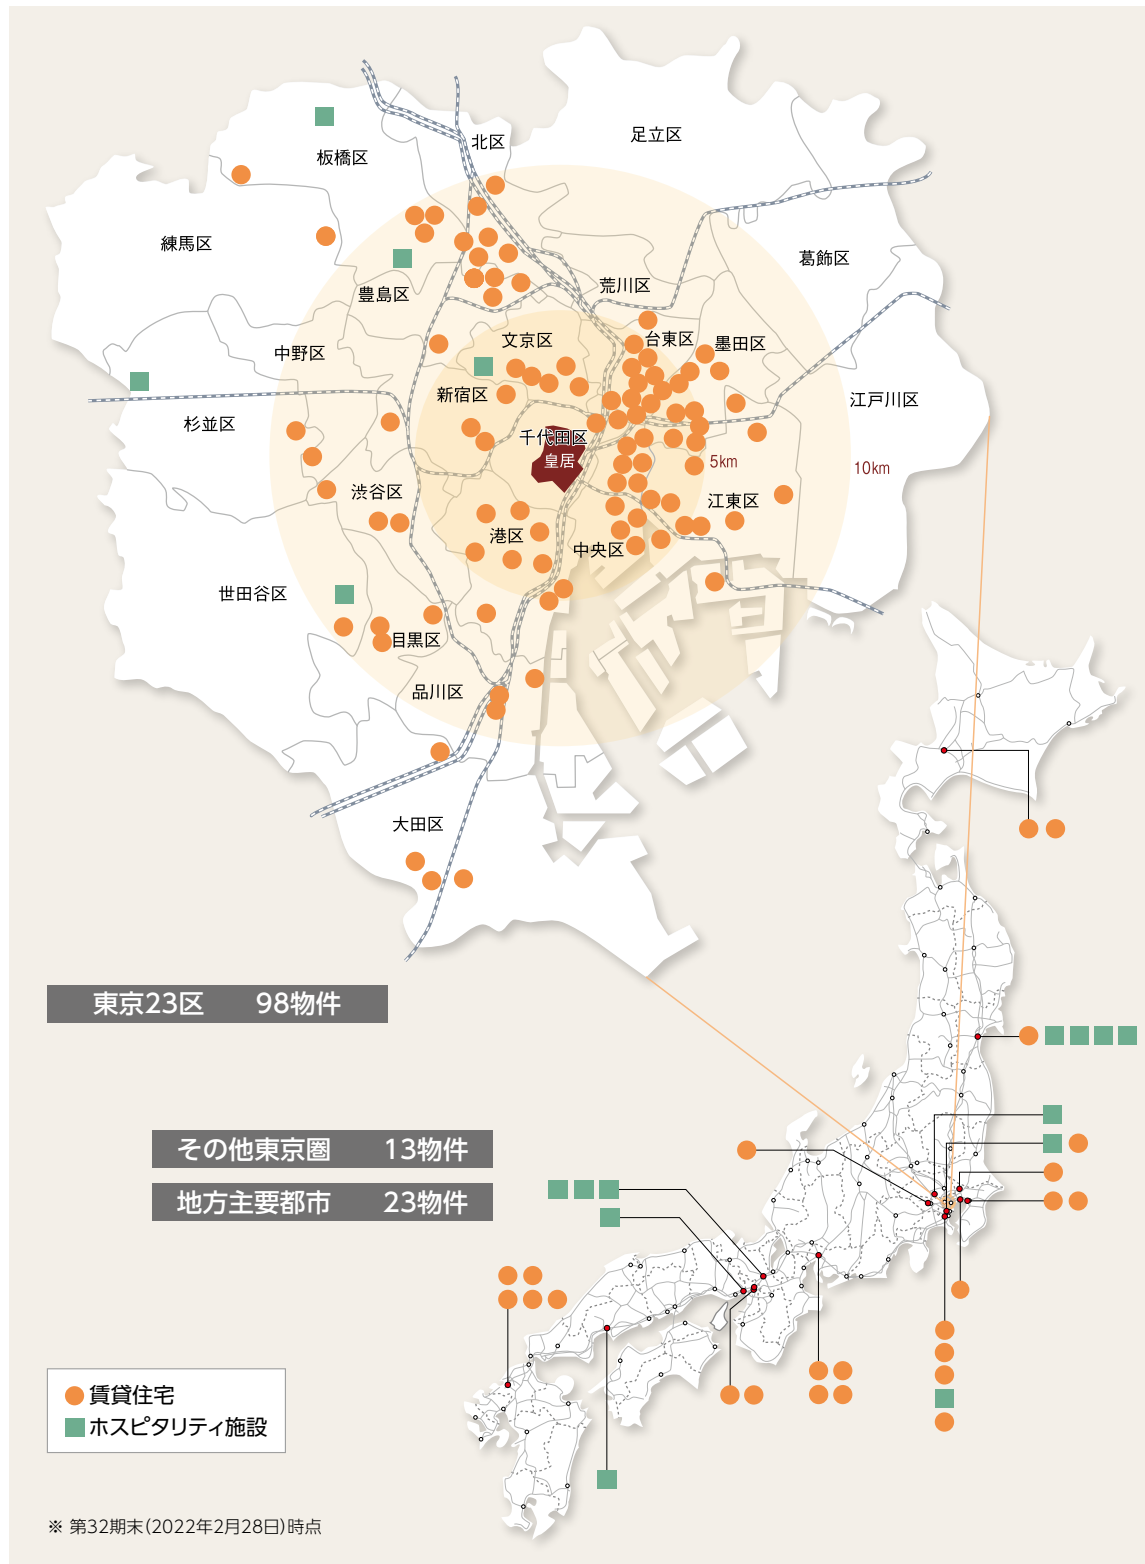 足立区
北区
板橋区
練馬区
葛飾区
荒川区
豊島区
文京区
台東区
墨田区
中野区
新宿区
江戸川区
杉並区
千代田区
皇居
5km
10km
渋谷区
江東区
港区
中央区
世田谷区
目黒区
品川区
大田区
東京23区 98物件
その他東京圏 13物件
地方主要都市 23物件
賃貸住宅
ホスピタリティ施設
※ 第32期末(2022年2月28日)時点